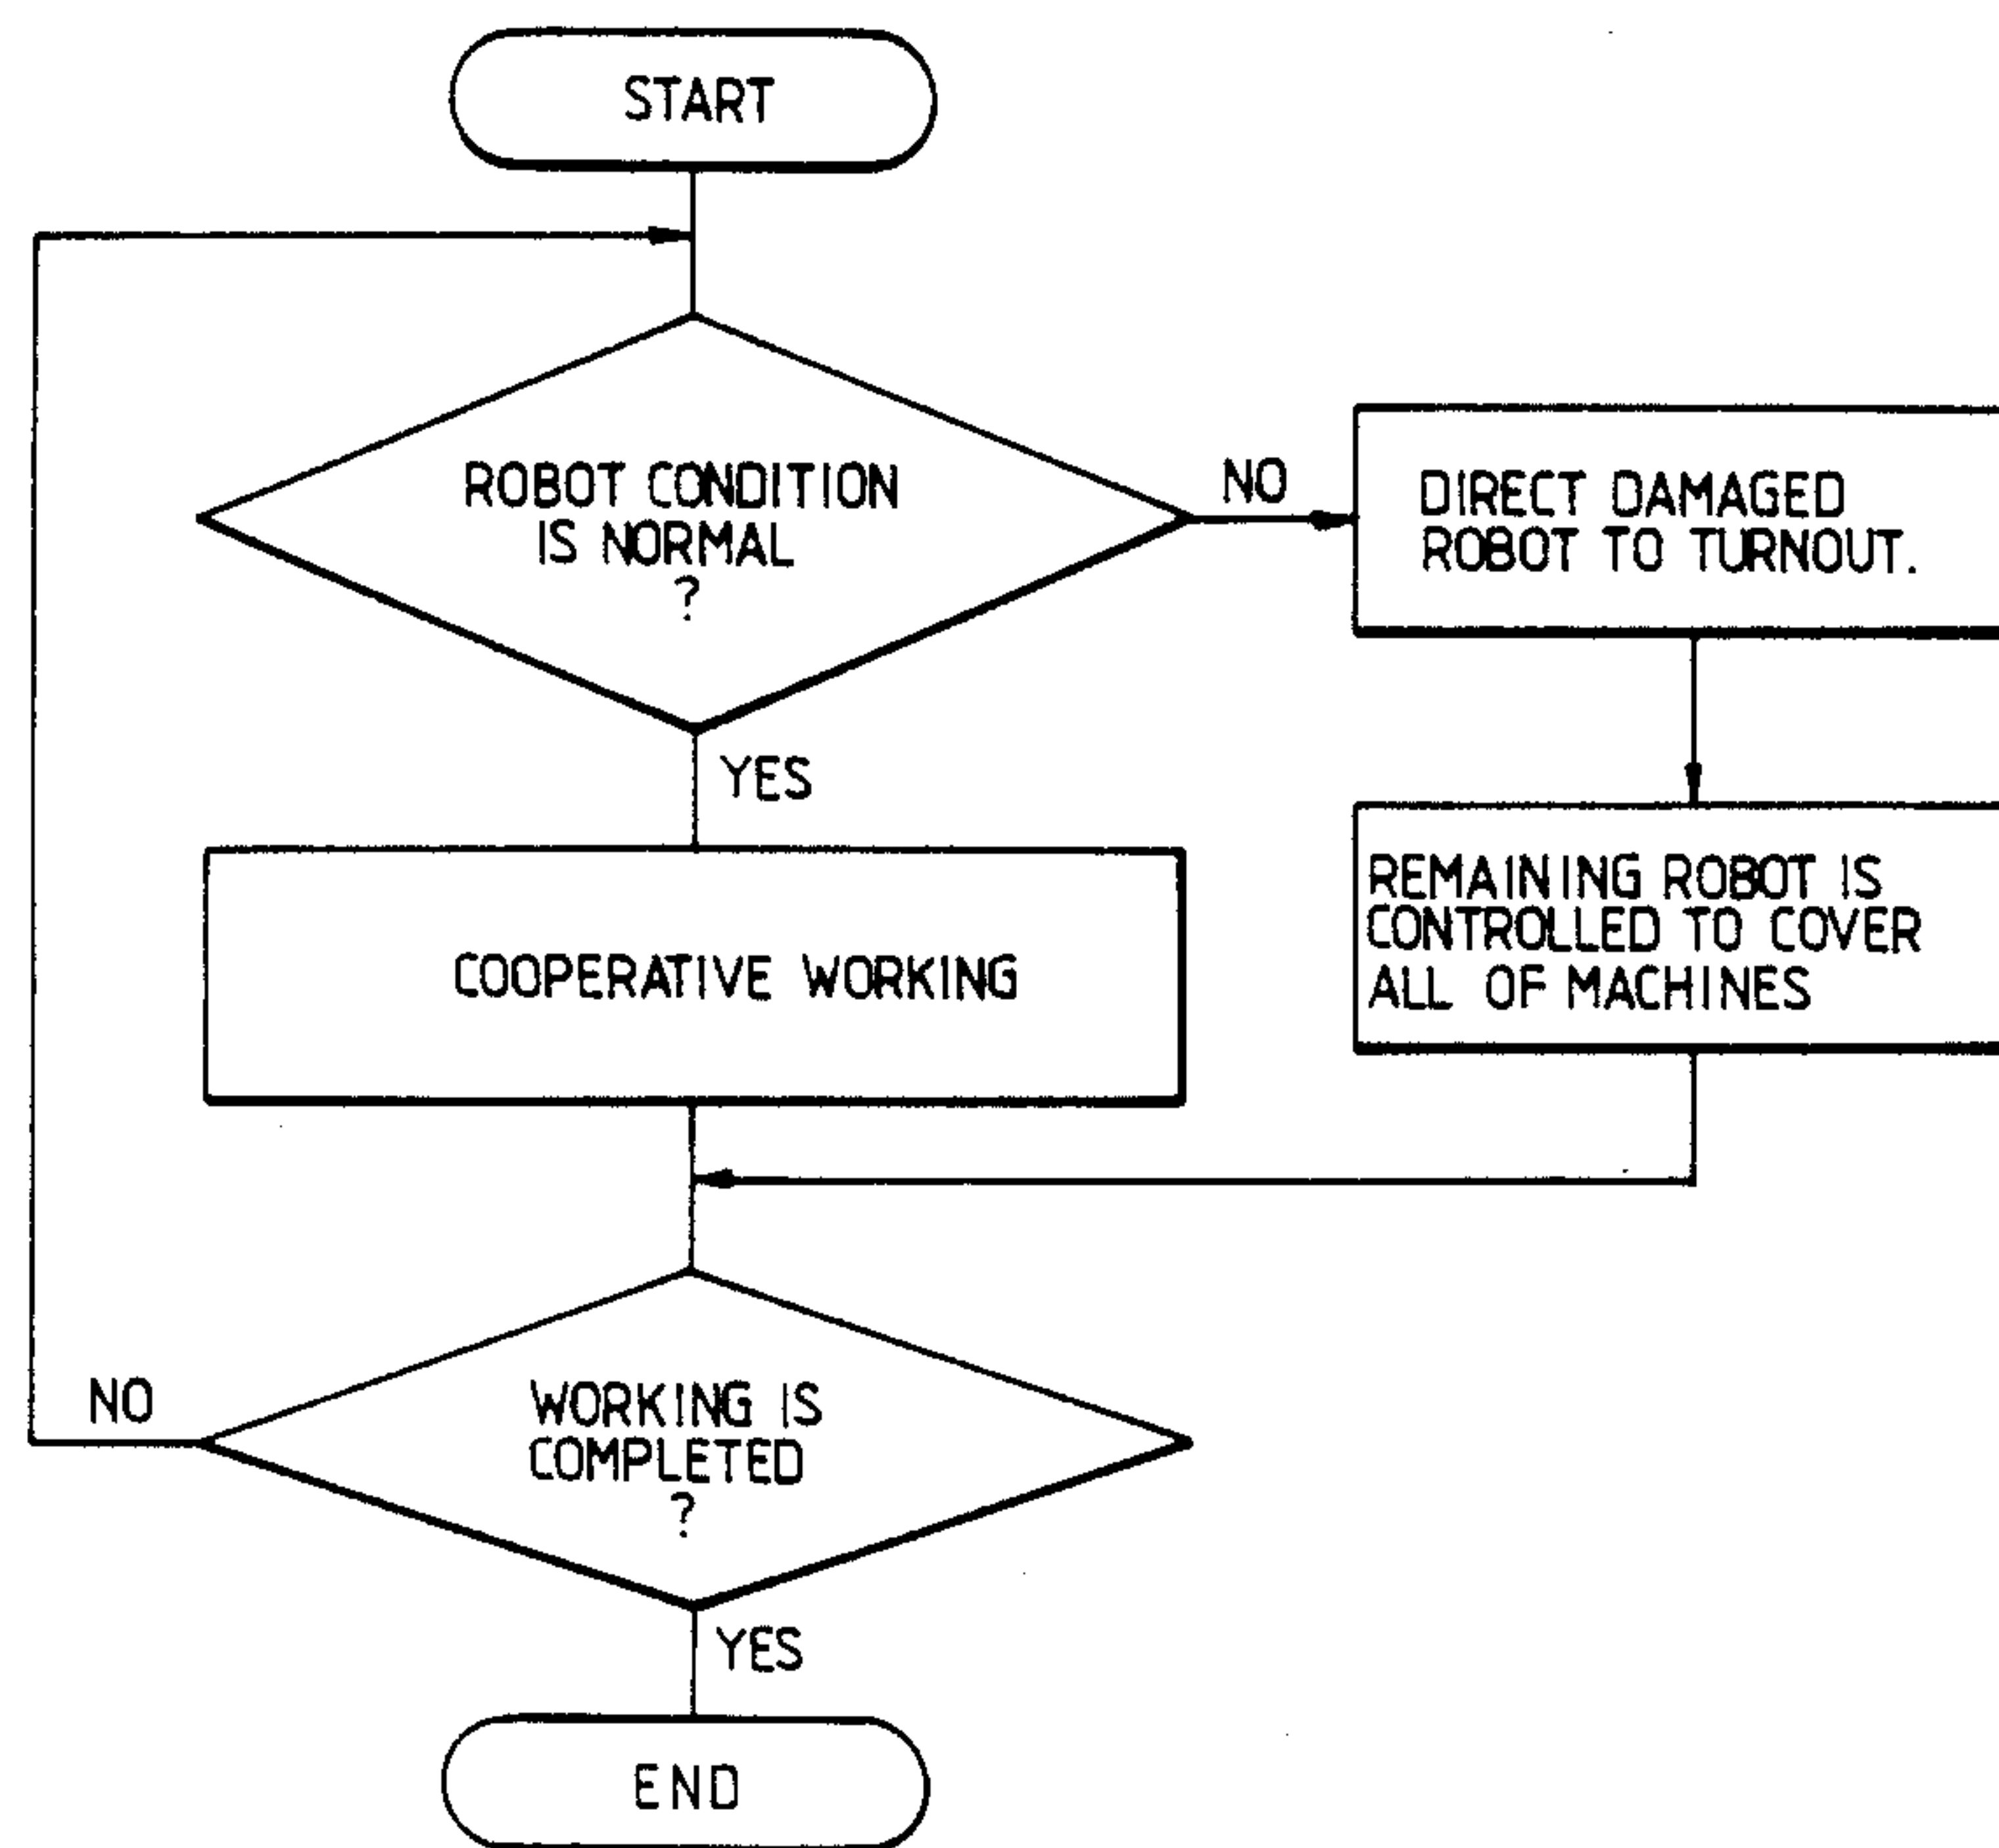 START
ROBOT CONDITION
IS NORMAL
?
NO
DIRECT DAMAGED
ROBOT TO TURNOUT.
YES
REMAINING ROBOT IS
CONTROLLED TO COVER
ALL OF MACHINES
COOPERATIVE WORKING
NO
WORKING IS
COMPLETED
?
YES
END